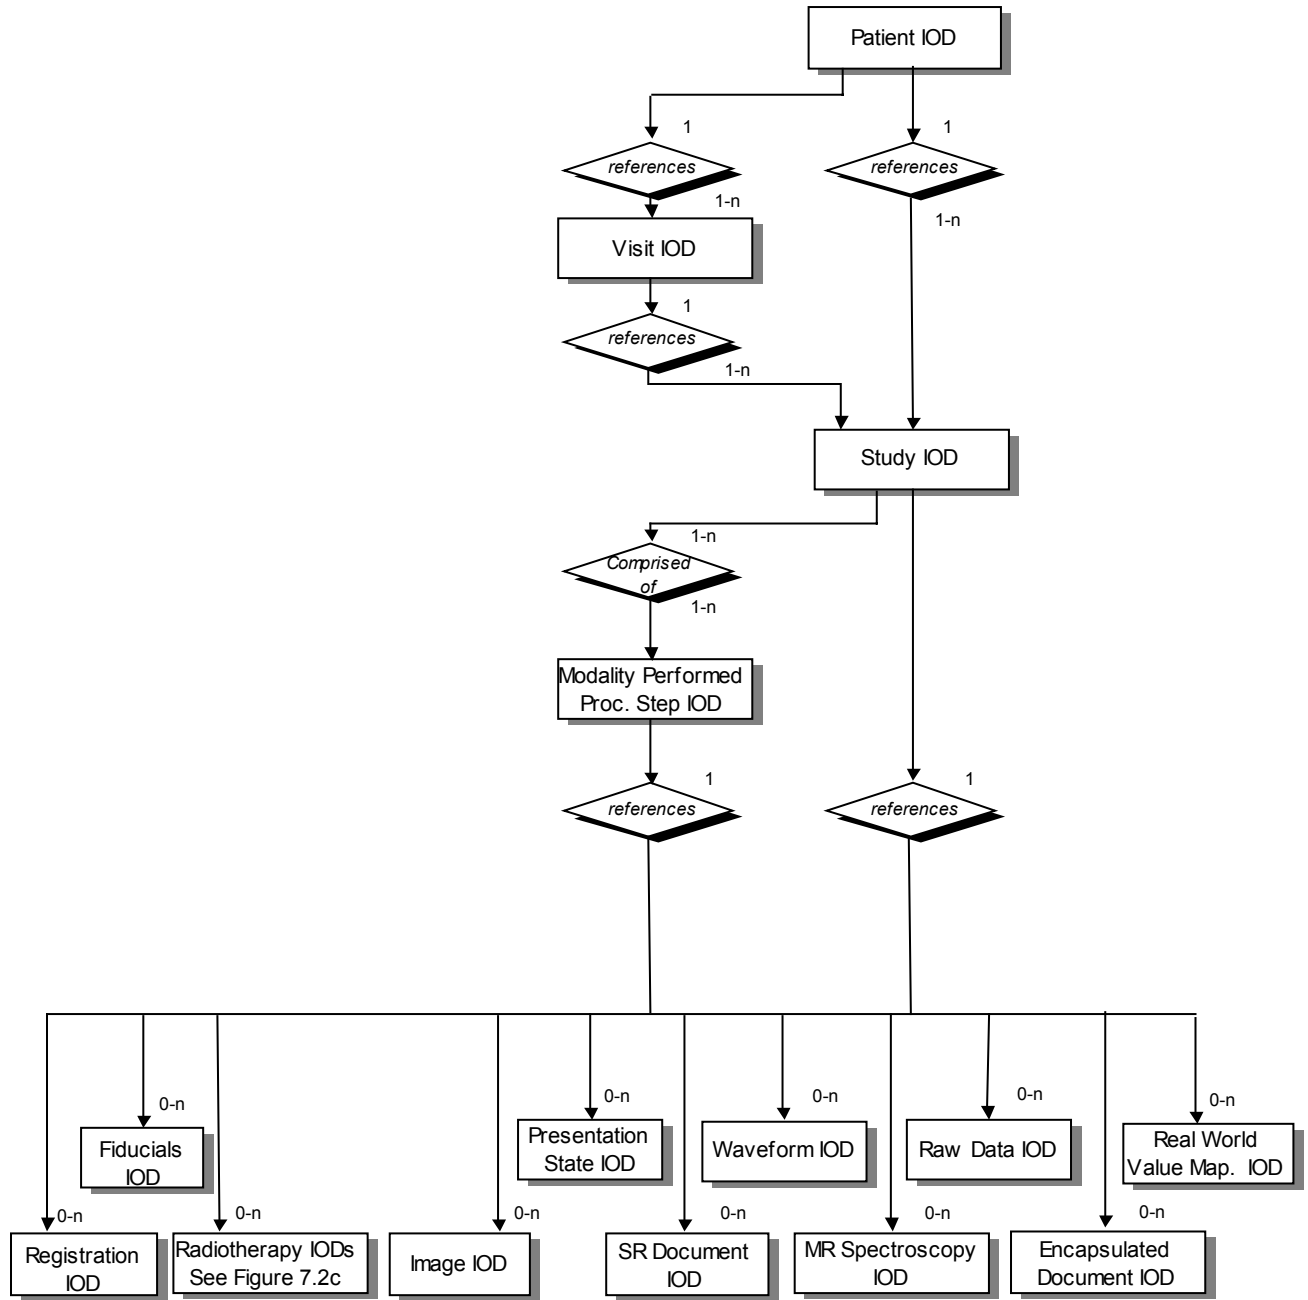 Patient IOD
1
1
references
references
1-n
1-n
Visit IOD
1
references
1-n
Study IOD
1-n
Comprised
of
1-n
Modality Performed
Proc. Step IOD
1
1
references
references
0-n
0-n
0-n
0-n
0-n
Fiducials
IOD
Presentation
State IOD
Waveform IOD
Raw Data IOD
Real World
Value Map. IOD
0-n
0-n
0-n
0-n
0-n
0-n
Registration
IOD
Radiotherapy IODs
See Figure 7.2c
Image IOD
SR Document
IOD
MR Spectroscopy
IOD
Encapsulated
Document IOD